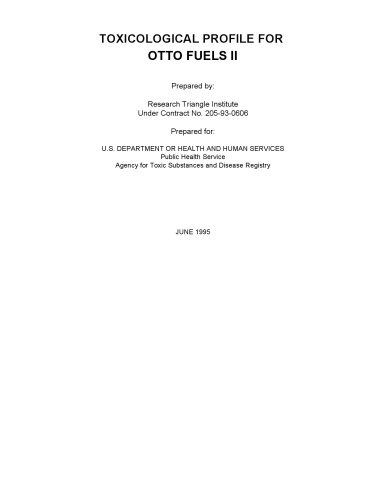 TOXICOLOGICAL PROFILE FOR
OTTO FUELS II
Prepared by:
Research Triangle Institute
Under Contract No. 205-93-0606
Prepared for:
U.S. DEPARTMENT OR HEALTH AND HUMAN SERVICES
Public Health Service
Agency for Toxic Substances and Disease Registry
JUNE 1995